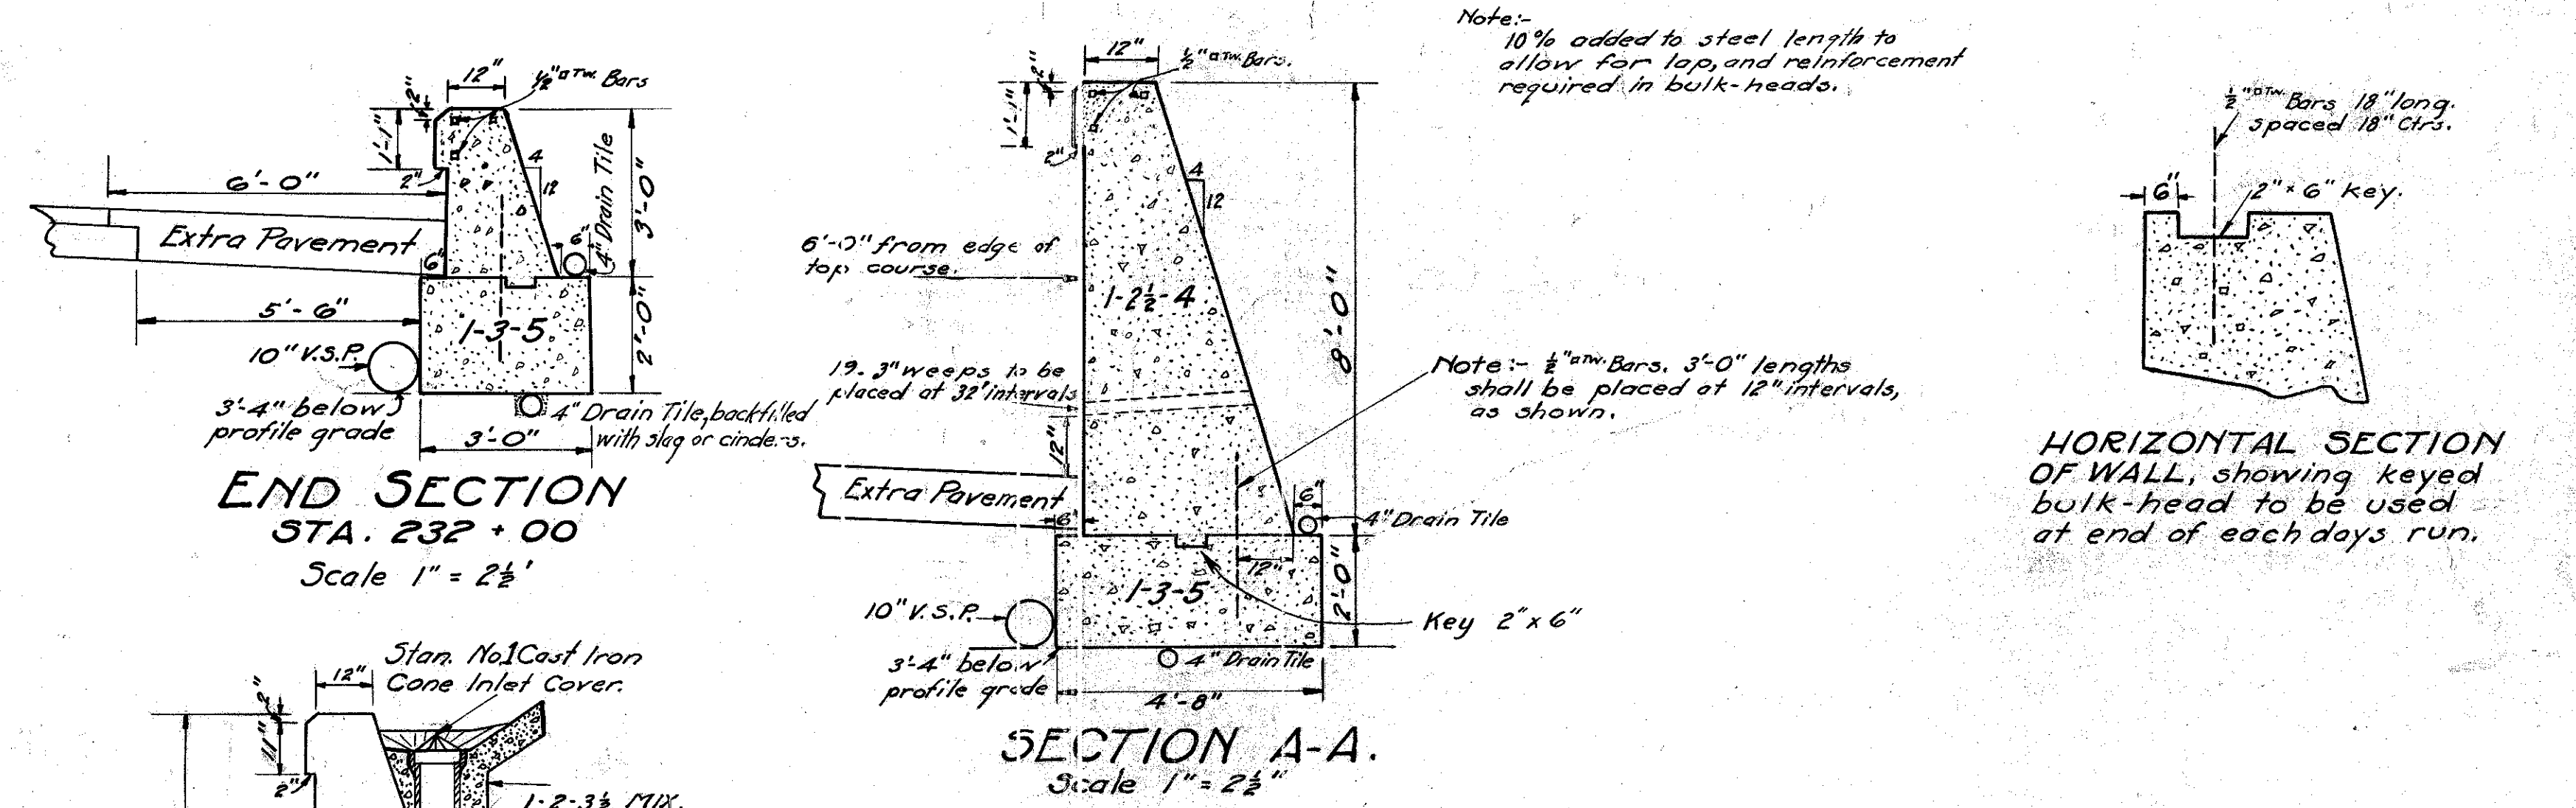 12"
½"□TW. Bars
2"
1'-1"
2"
4
12
6'-0"
4" Drain Tile
3'-0"
Extra Pavement
6"
6"
5'-6"
1-3-5
2'-0"
10" V.S.P.
3'-4" below
profile grade
4" Drain Tile, backfilled
with slag or cinders.
3'-0"
END SECTION
STA. 232 + 00
Scale 1" = 2½'
Stan. No.1 Cast Iron
Cone Inlet Cover.
12"
2"
11"
2"
1-2-3½ MIX.
12"
½"□TW. Bars.
2"
1'-1"
2"
4
12
6'-0" from edge of
top course.
1-2½-4
8'-0"
19. 3" weeps to be
placed at 32' intervals
12"
Extra Pavement
6"
6"
4" Drain Tile
12"
1-3-5
2'-0"
10" V.S.P.
Key 2" x 6"
3'-4" below
profile grade
4" Drain Tile
4'-8"
SECTION A-A.
Scale 1" = 2½"
Note:-
10% added to steel length to
allow for lap, and reinforcement
required in bulk-heads.
Note:- ½"□TW. Bars. 3'-0" lengths
shall be placed at 12" intervals,
as shown.
½"□TW. Bars 18" long.
spaced 18" Ctrs.
6"
2" x 6" key.
HORIZONTAL SECTION
OF WALL, showing keyed
bulk-head to be used
at end of each days run.